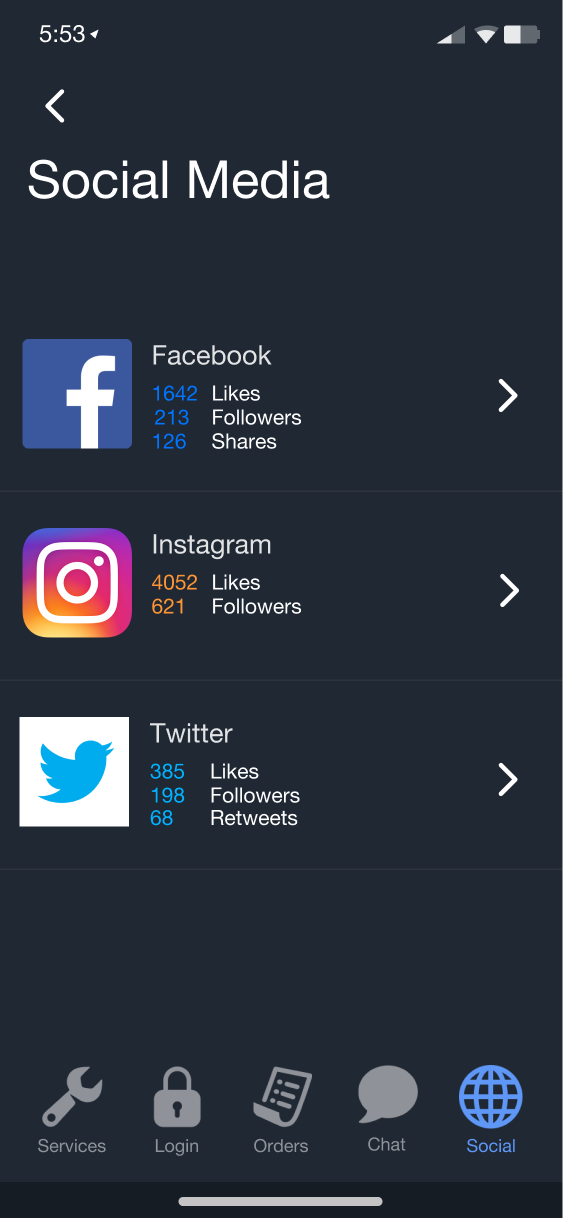 5:53
Social Media
Facebook
1642 Likes
213 Followers
126 Shares
Instagram
4052 Likes
621 Followers
Twitter
385 Likes
198 Followers
68 Retweets
Services Login Orders Chat Social